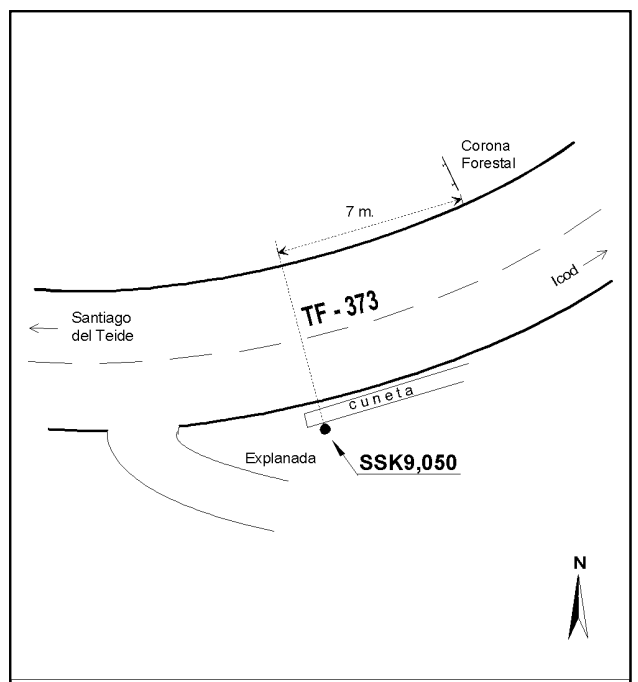 Corona
Forestal
7 m.
Icod
TF - 373
Santiago
del Teide
cuneta
Explanada
SSK9,050
N